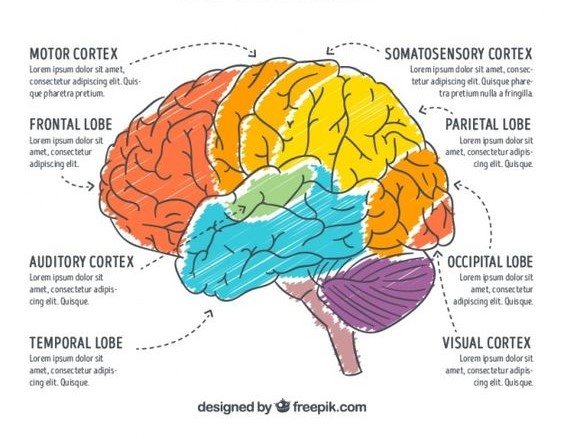 MOTOR CORTEX
Lorem ipsum dolor sit amet,
consectetur adipiscing elit. Quis-
que pharetra pretium.
SOMATOSENSORY CORTEX
Lorem ipsum dolor sit amet, consec-
tetur adipiscing elit. Quisque phare-
tra pretium nulla a fringilla.
FRONTAL LOBE
Lorem ipsum dolor sit
amet, consectetur
adipiscing elit.
PARIETAL LOBE
Lorem ipsum dolor sit
amet, consectetur adipis-
cing elit. Quisque.
AUDITORY CORTEX
Lorem ipsum dolor sit
amet, consectetur adipis-
cing elit. Quisque.
OCCIPITAL LOBE
Lorem ipsum dolor sit
amet, consectetur adipis-
cing elit. Quisque.
TEMPORAL LOBE
Lorem ipsum dolor sit
amet, consectetur adipis-
cing elit. Quisque.
VISUAL CORTEX
Lorem ipsum dolor sit
amet, consectetur adipis-
cing elit. Quisque.
designed by freepik.com